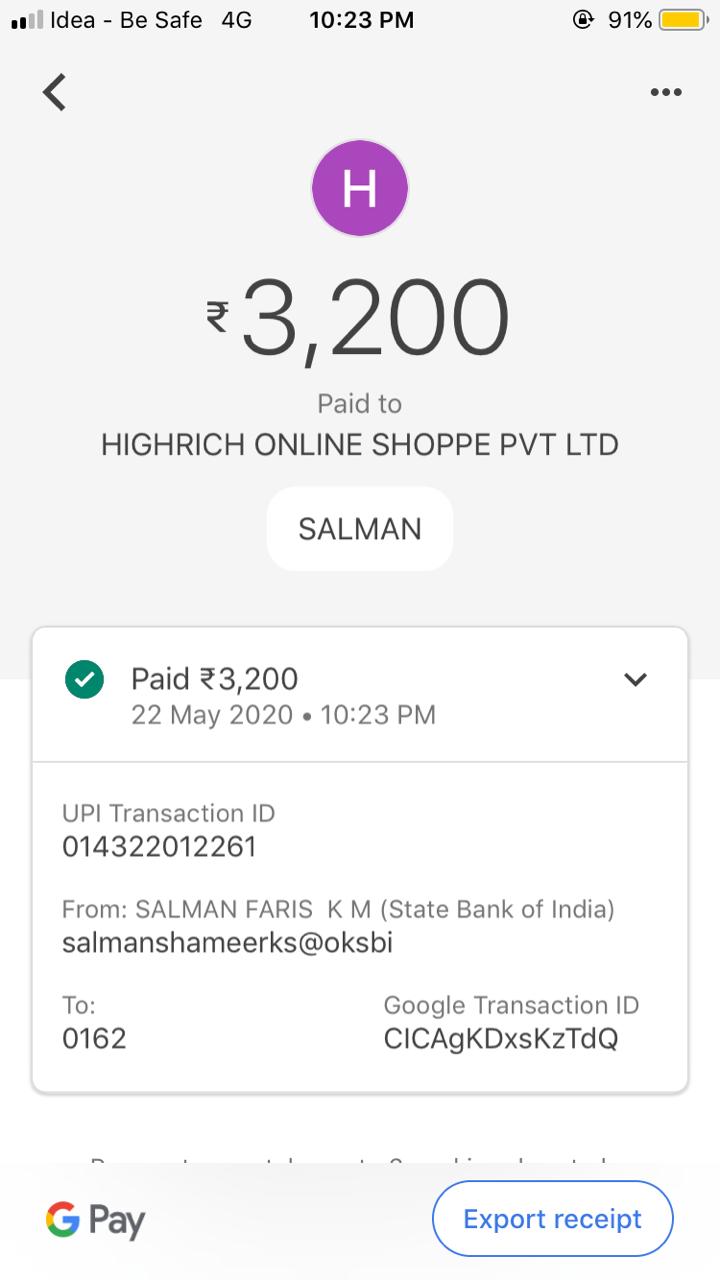 Idea - Be Safe 4G 10:23 PM 91%
H
₹3,200
Paid to
HIGHRICH ONLINE SHOPPE PVT LTD
SALMAN
Paid ₹3,200
22 May 2020 • 10:23 PM
UPI Transaction ID
014322012261
From: SALMAN FARIS  K M (State Bank of India)
salmanshameerks@oksbi
To: Google Transaction ID
0162 CICAgKDxsKzTdQ
G Pay Export receipt